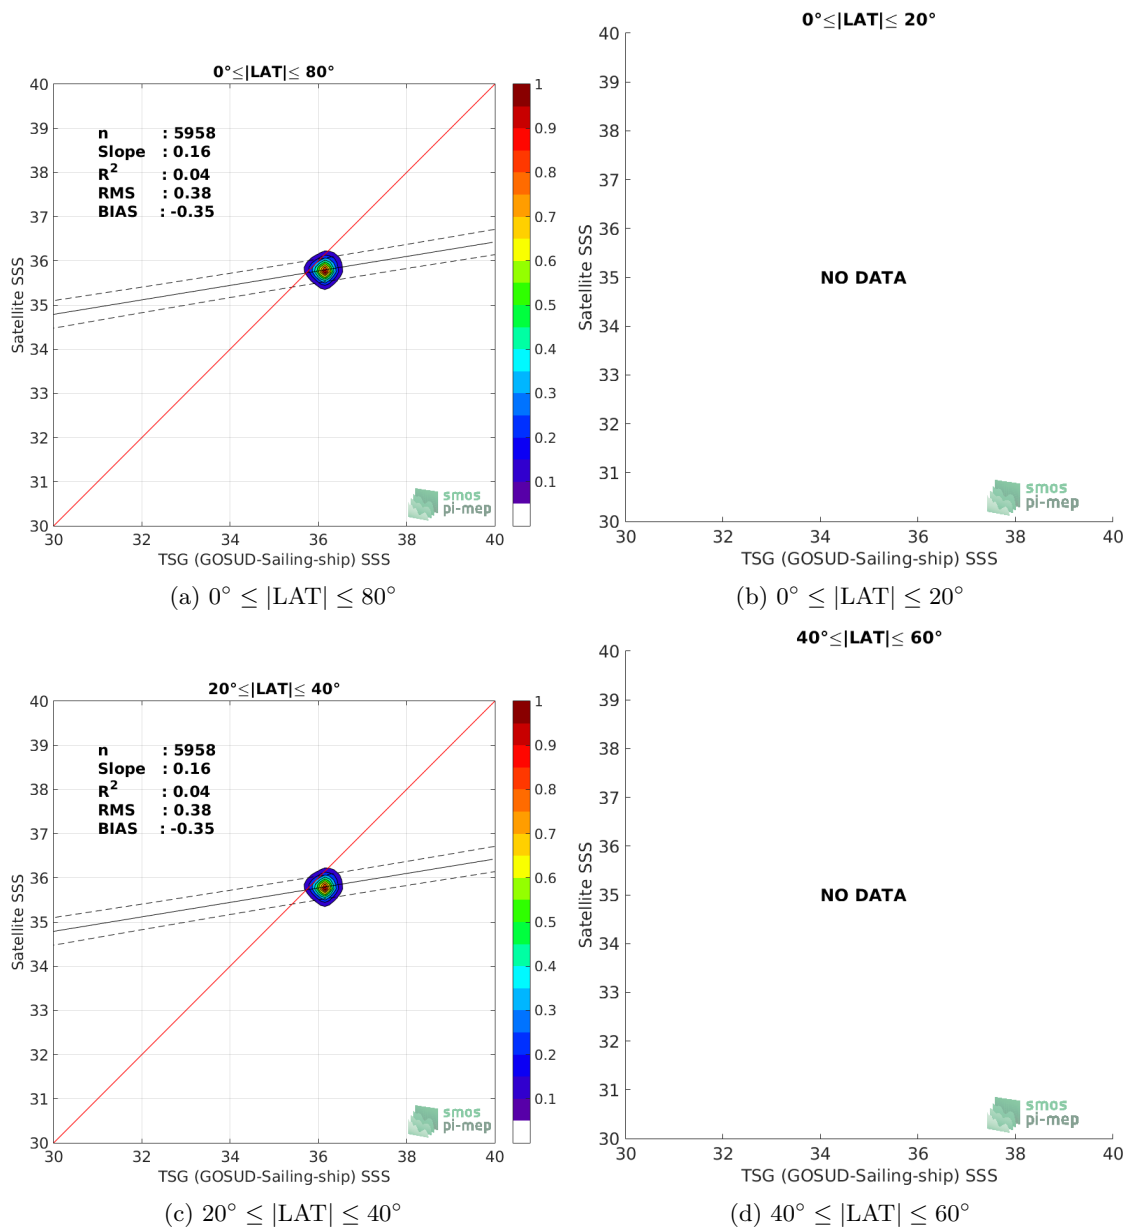 0°≤|LAT|≤ 80°
40
39
38
37
36
35
34
33
32
31
30
30
32
34
36
38
40
Satellite SSS
TSG (GOSUD-Sailing-ship) SSS
n : 5958
Slope : 0.16
R2 : 0.04
RMS : 0.38
BIAS : -0.35
smos
pi-mep
1
0.9
0.8
0.7
0.6
0.5
0.4
0.3
0.2
0.1
(a) 0° ≤ |LAT| ≤ 80°
0°≤|LAT|≤ 20°
40
39
38
37
36
35
34
33
32
31
30
30
32
34
36
38
40
Satellite SSS
TSG (GOSUD-Sailing-ship) SSS
NO DATA
smos
pi-mep
(b) 0° ≤ |LAT| ≤ 20°
20°≤|LAT|≤ 40°
40
39
38
37
36
35
34
33
32
31
30
30
32
34
36
38
40
Satellite SSS
TSG (GOSUD-Sailing-ship) SSS
n : 5958
Slope : 0.16
R2 : 0.04
RMS : 0.38
BIAS : -0.35
smos
pi-mep
1
0.9
0.8
0.7
0.6
0.5
0.4
0.3
0.2
0.1
(c) 20° ≤ |LAT| ≤ 40°
40°≤|LAT|≤ 60°
40
39
38
37
36
35
34
33
32
31
30
30
32
34
36
38
40
Satellite SSS
TSG (GOSUD-Sailing-ship) SSS
NO DATA
smos
pi-mep
(d) 40° ≤ |LAT| ≤ 60°